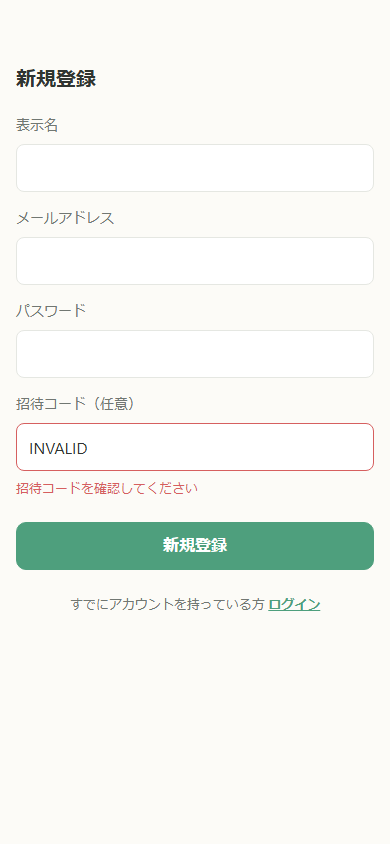 新規登録
表示名
メールアドレス
パスワード
招待コード（任意）
INVALID
招待コードを確認してください
新規登録
すでにアカウントを持っている方 ログイン